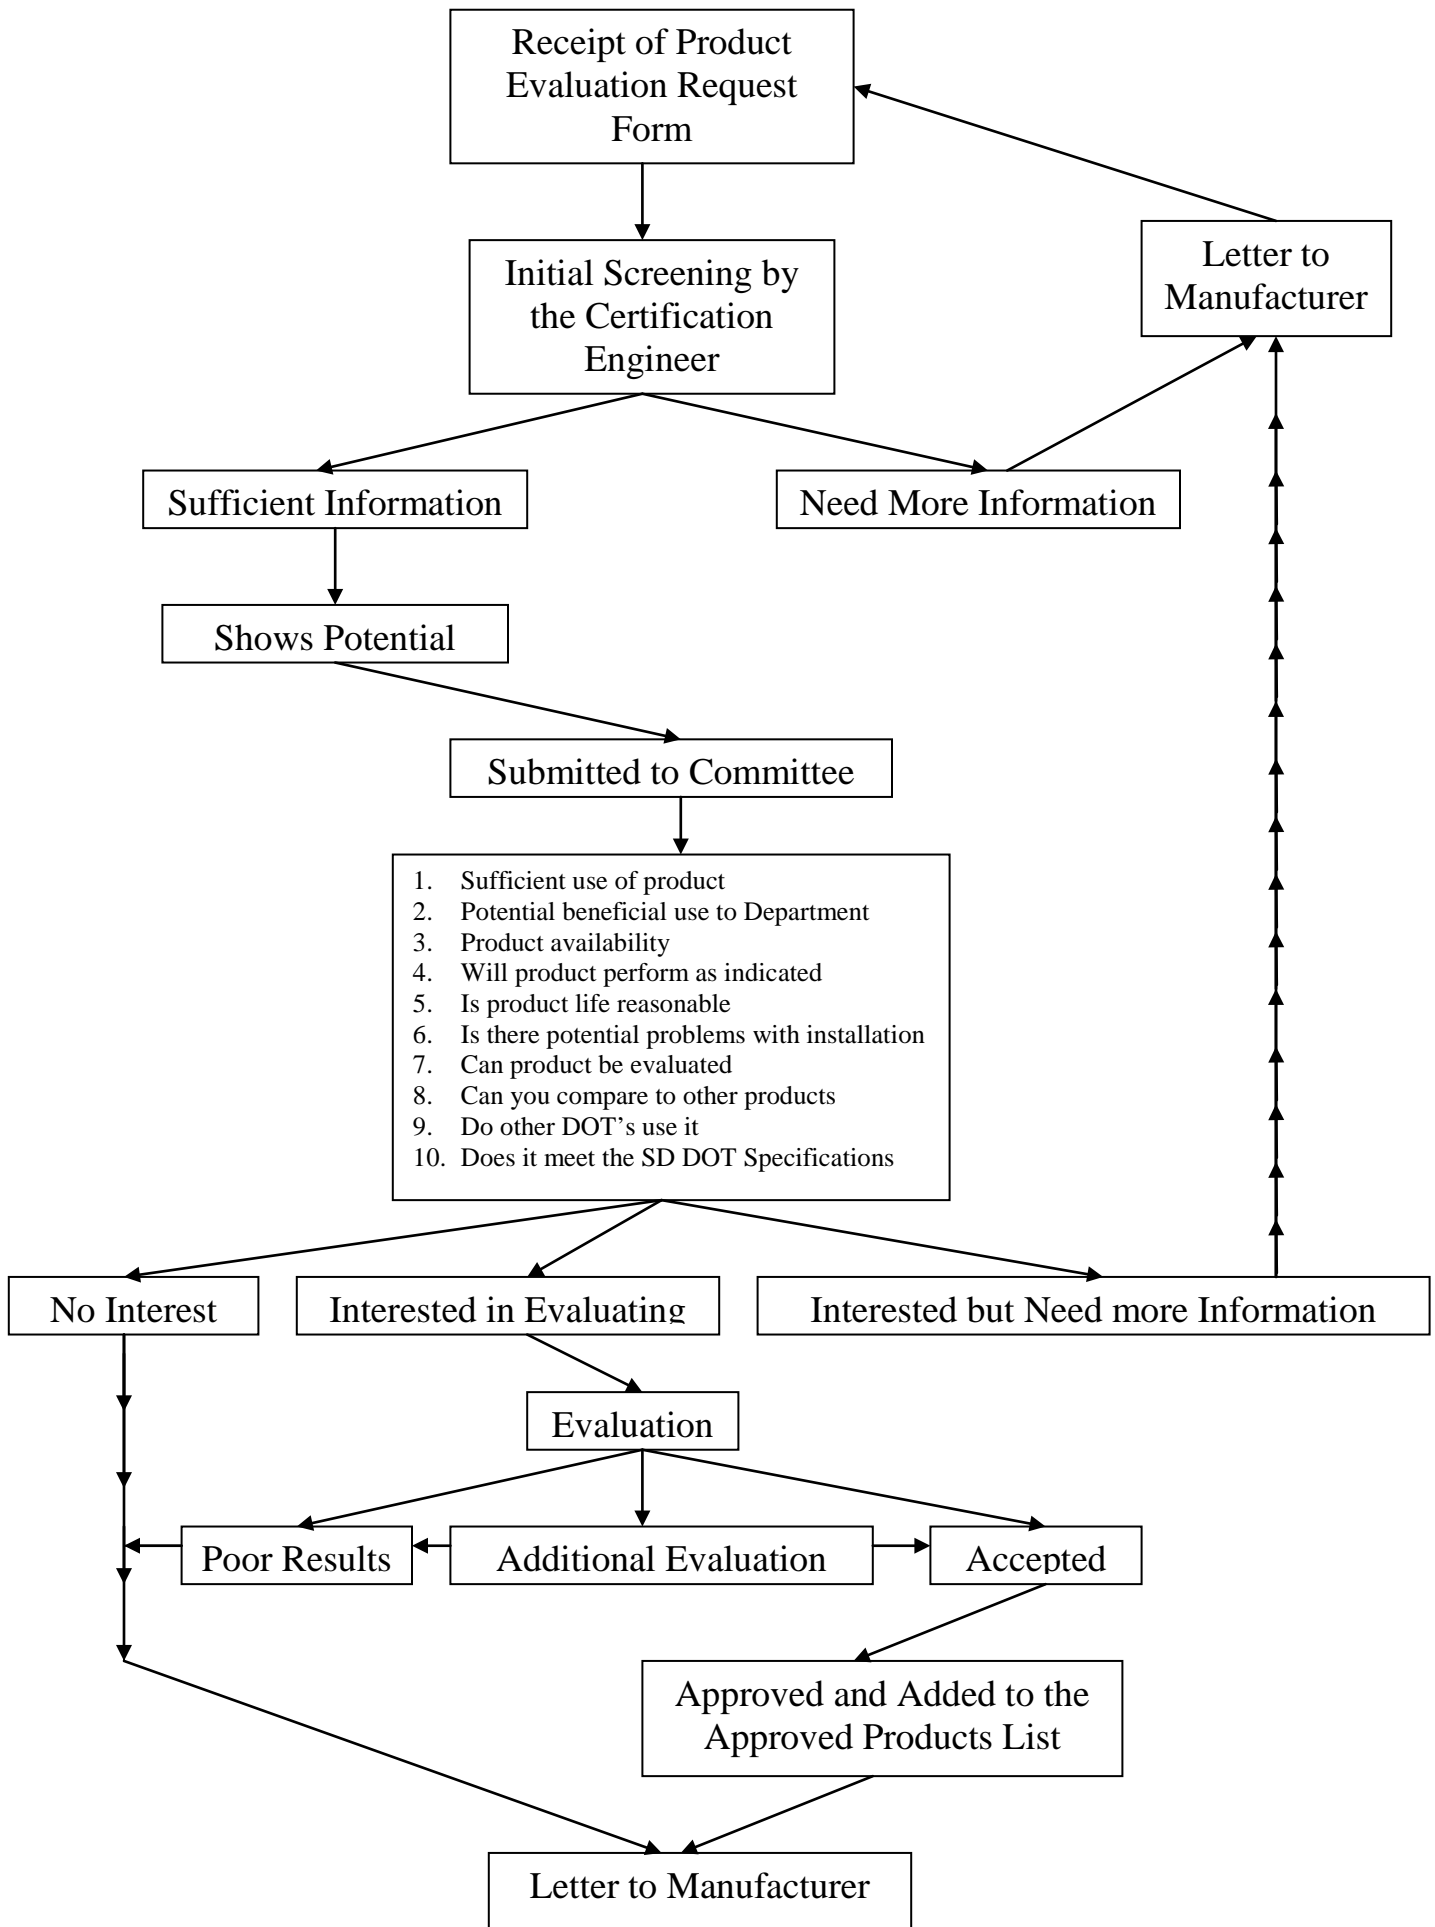 Receipt of Product
Evaluation Request
Form
Letter to
Manufacturer
Initial Screening by
the Certification
Engineer
Sufficient Information
Need More Information
Shows Potential
Submitted to Committee
1. Sufficient use of product
2. Potential beneficial use to Department
3. Product availability
4. Will product perform as indicated
5. Is product life reasonable
6. Is there potential problems with installation
7. Can product be evaluated
8. Can you compare to other products
9. Do other DOT’s use it
10. Does it meet the SD DOT Specifications
No Interest
Interested in Evaluating
Interested but Need more Information
Evaluation
Poor Results
Additional Evaluation
Accepted
Approved and Added to the
Approved Products List
Letter to Manufacturer